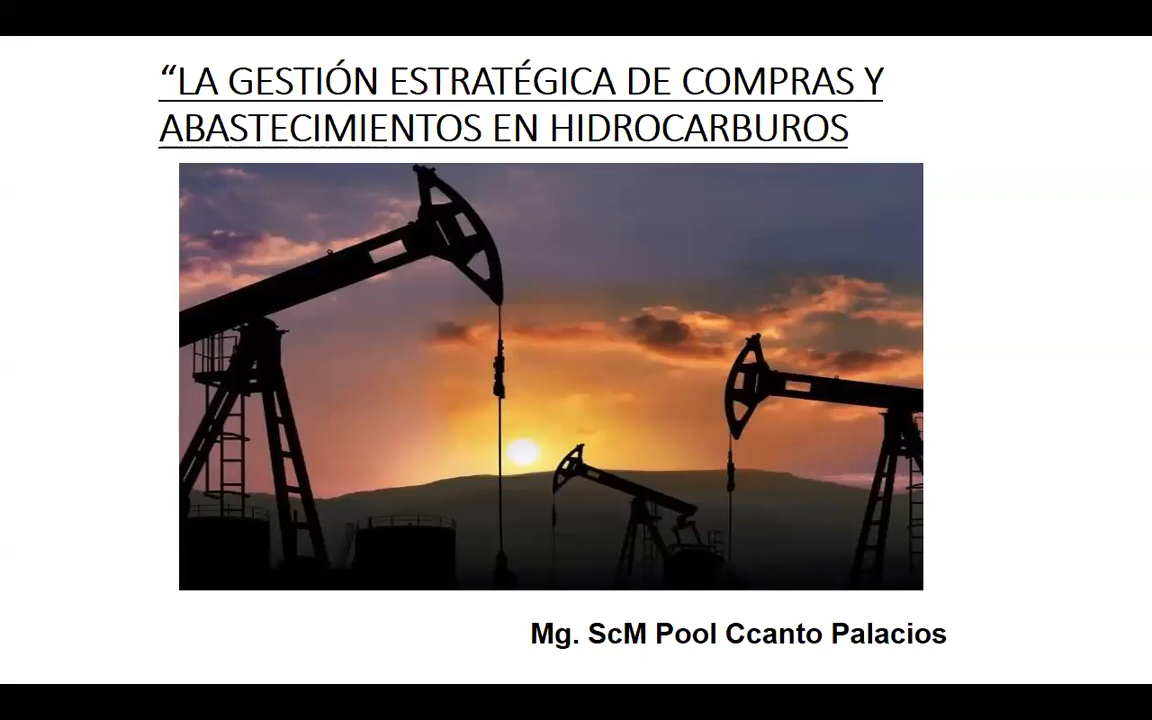 “LA GESTIÓN ESTRATÉGICA DE COMPRAS Y
ABASTECIMIENTOS EN HIDROCARBUROS
Mg. ScM Pool Ccanto Palacios